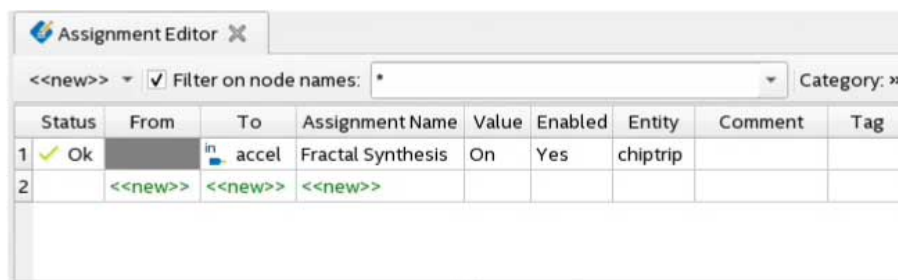 Assignment Editor
<<new>> Filter on node names: * Category: »
Status From To Assignment Name Value Enabled Entity Comment Tag
1 Ok in accel Fractal Synthesis On Yes chiptrip
2 <<new>> <<new>> <<new>>